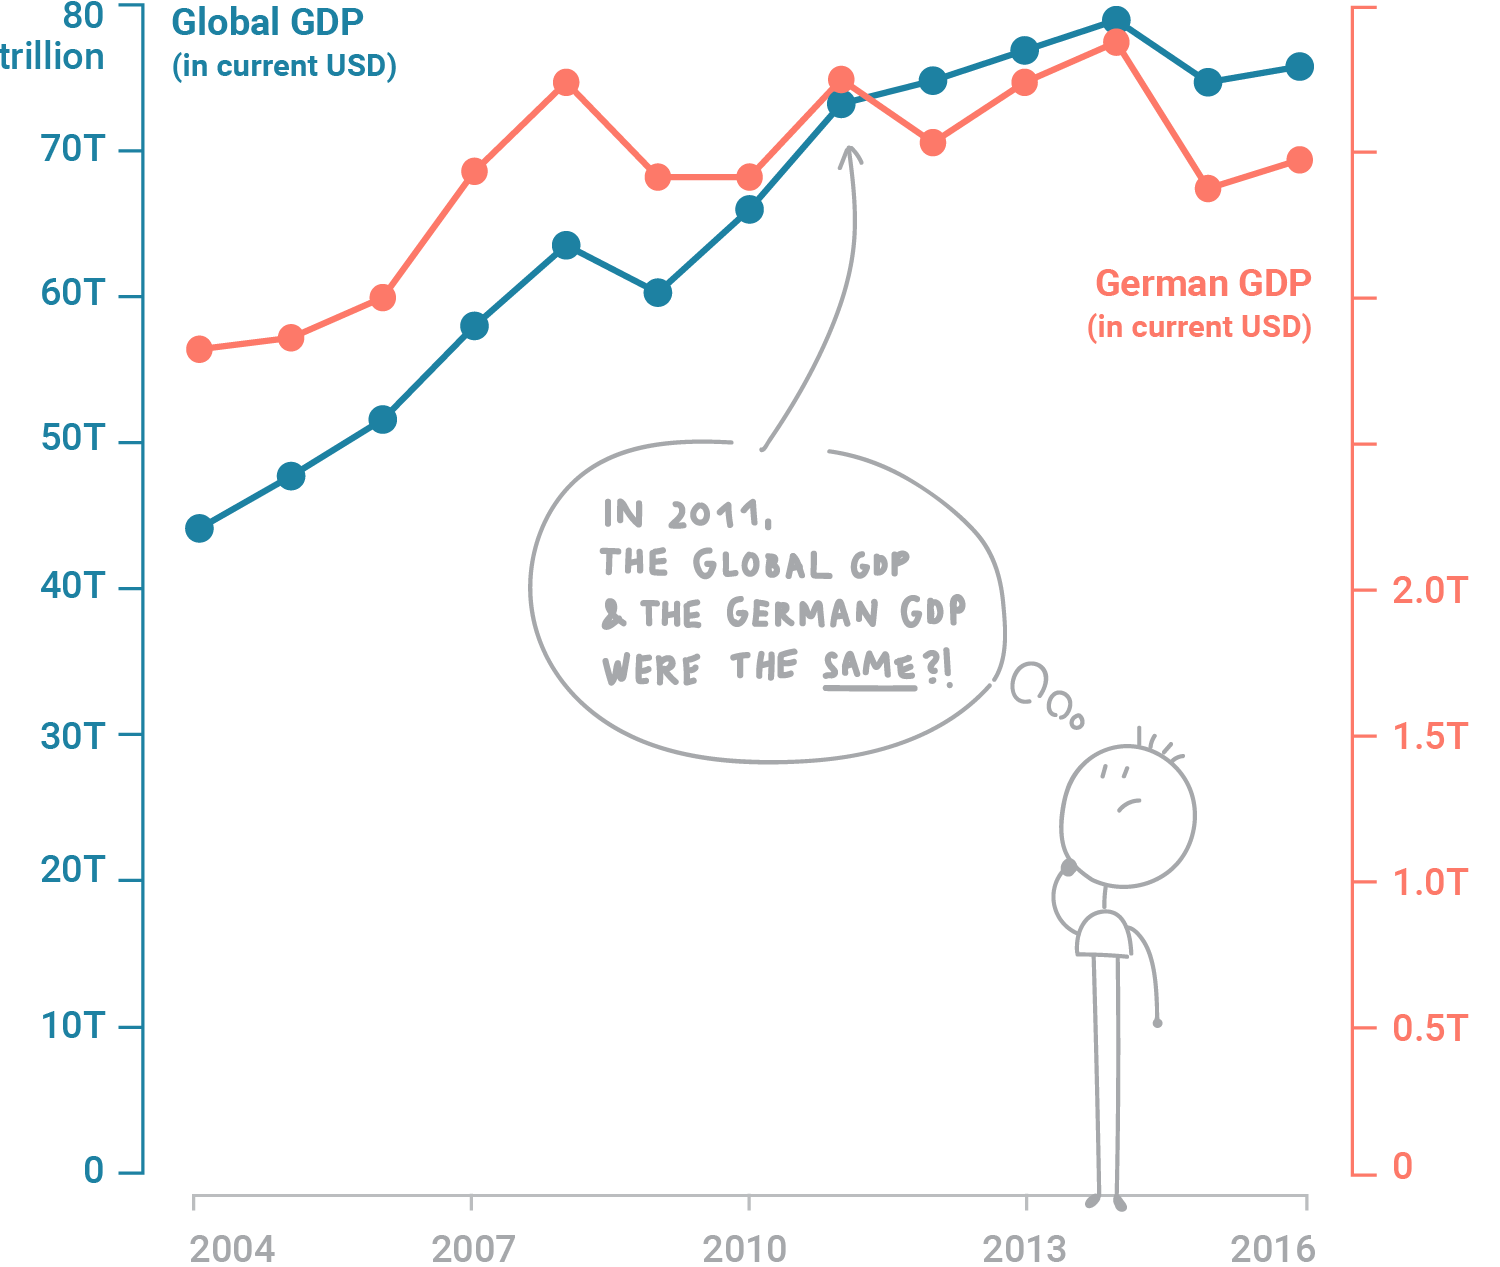 80
trillion
Global GDP
(in current USD)
70T
60T
50T
40T
30T
20T
10T
0
German GDP
(in current USD)
2.0T
1.5T
1.0T
0.5T
0
IN 2011,
THE GLOBAL GDP
& THE GERMAN GDP
WERE THE SAME?!
2004 2007 2010 2013 2016